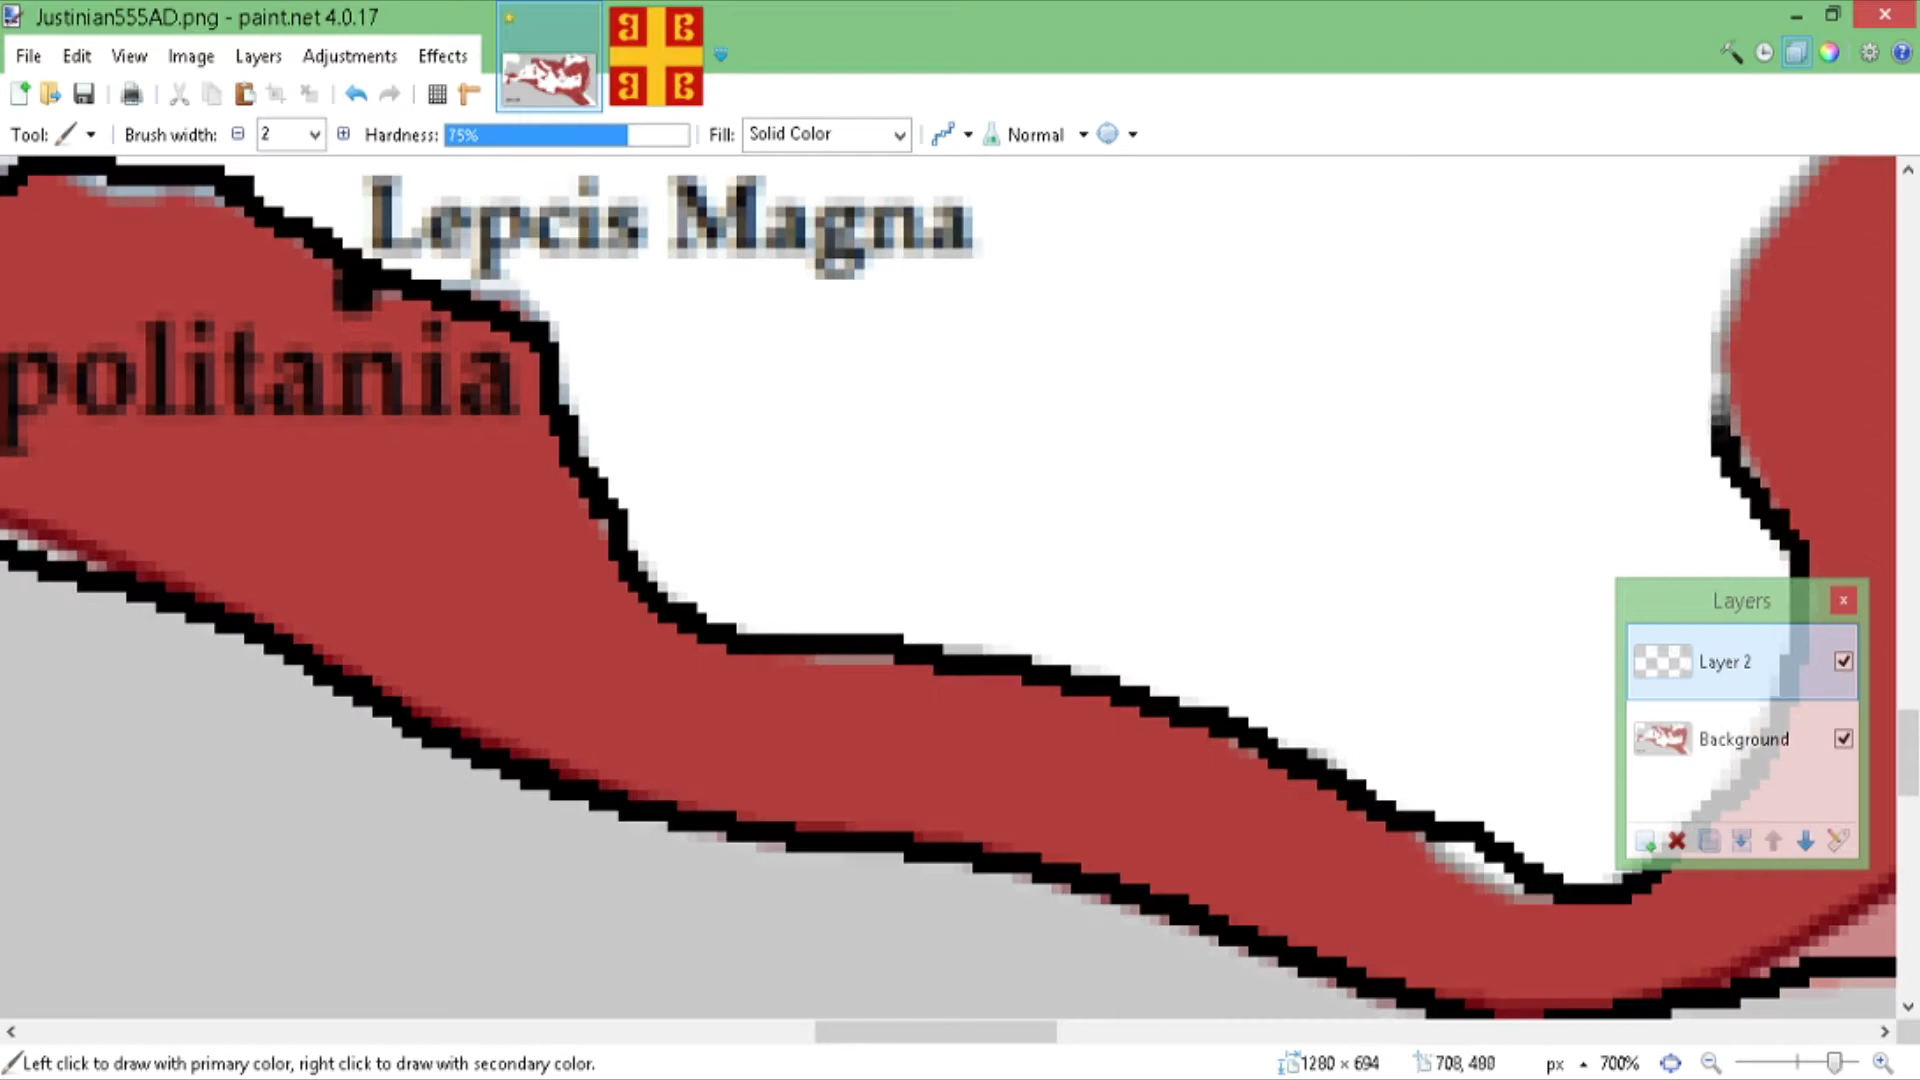 Justinian555AD.png - paint.net 4.0.17
File Edit View Image Layers Adjustments Effects
Tool: Brush width: 2 Hardness: 75% Fill: Solid Color Normal
Lepcis Magna
politania
Layers
Layer 2
Background
Left click to draw with primary color, right click to draw with secondary color.
1280 × 694 708, 480 px 700%